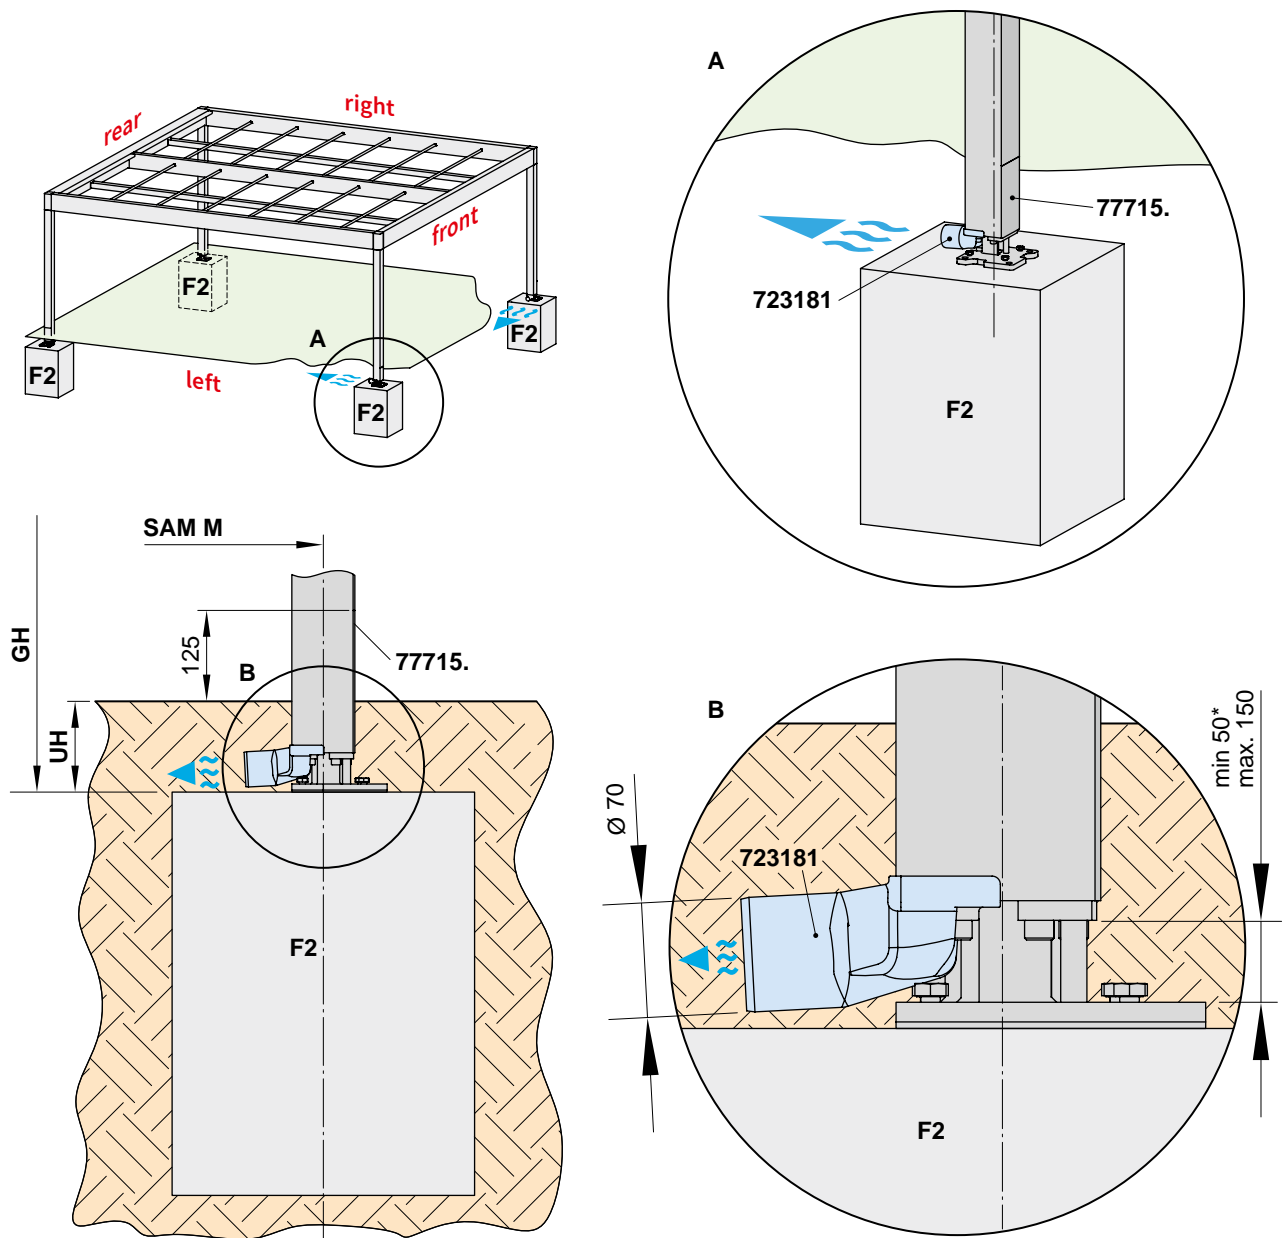 right
rear
front
left
F2
F2
F2
F2
A
A
77715.
723181
F2
SAM M
GH
125
UH
B
77715.
F2
B
min 50*
max. 150
Ø 70
723181
F2